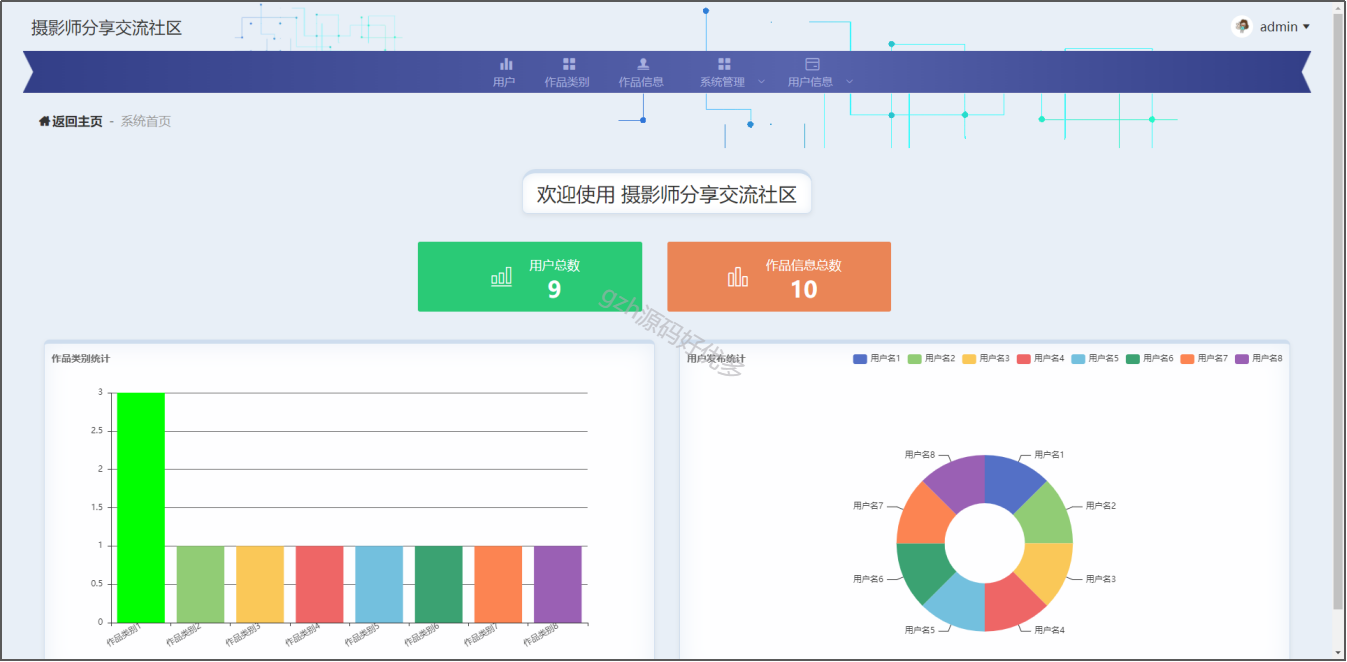 摄影师分享交流社区
admin
用户
作品类别
作品信息
系统管理
用户信息
返回主页 - 系统首页
欢迎使用 摄影师分享交流社区
用户总数
9
作品信息总数
10
gzh源码好优多
作品类别统计
3
2.5
2
1.5
1
0.5
0
作品类别1
作品类别2
作品类别3
作品类别4
作品类别5
作品类别6
作品类别7
作品类别8
用户发布统计
用户名1
用户名2
用户名3
用户名4
用户名5
用户名6
用户名7
用户名8
用户名8
用户名1
用户名7
用户名2
用户名6
用户名3
用户名5
用户名4